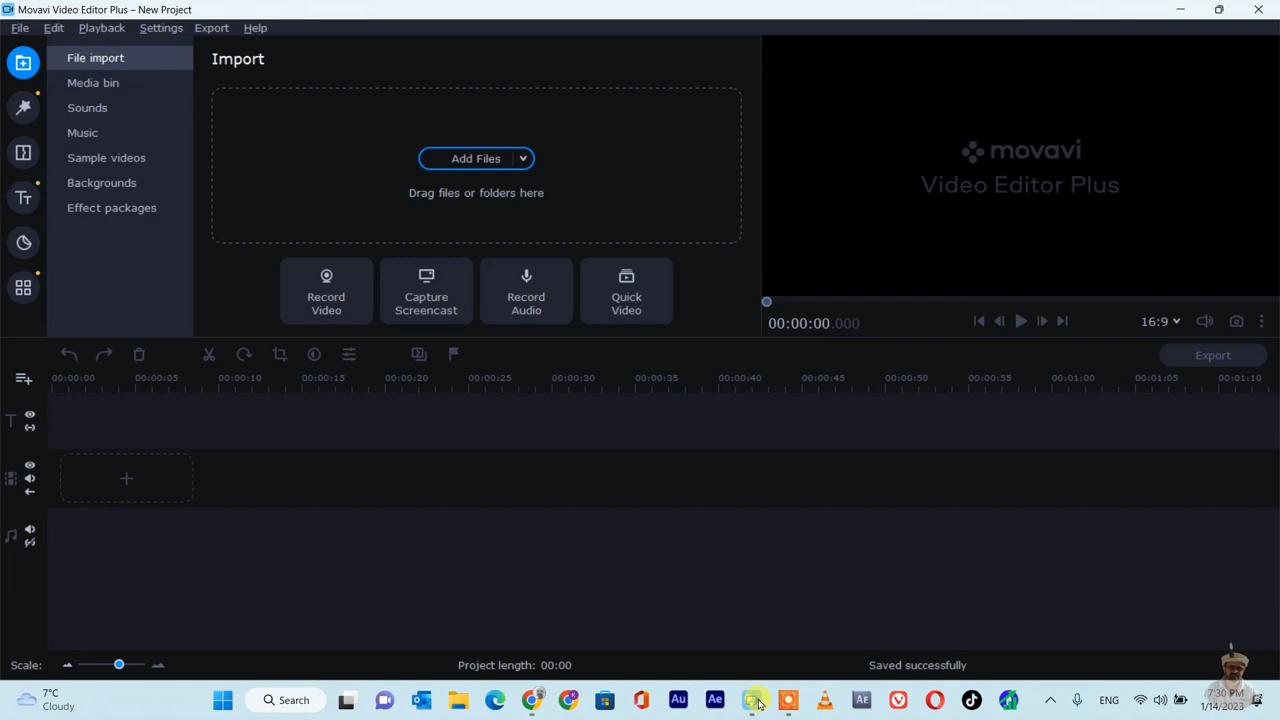 Movavi Video Editor Plus – New Project
File Edit Playback Settings Export Help
File import
Media bin
Sounds
Music
Sample videos
Backgrounds
Effect packages
Import
Add Files
Drag files or folders here
Record Video
Capture Screencast
Record Audio
Quick Video
movavi
Video Editor Plus
00:00:00.000
16:9
Export
00:00:00 00:00:05 00:00:10 00:00:15 00:00:20 00:00:25 00:00:30 00:00:35 00:00:40 00:00:45 00:00:50 00:00:55 00:01:00 00:01:05 00:01:10
T
Scale:
Project length: 00:00
Saved successfully
7°C
Cloudy
Search
Au
Ae
AE
ENG
7:30 PM
1/14/2023